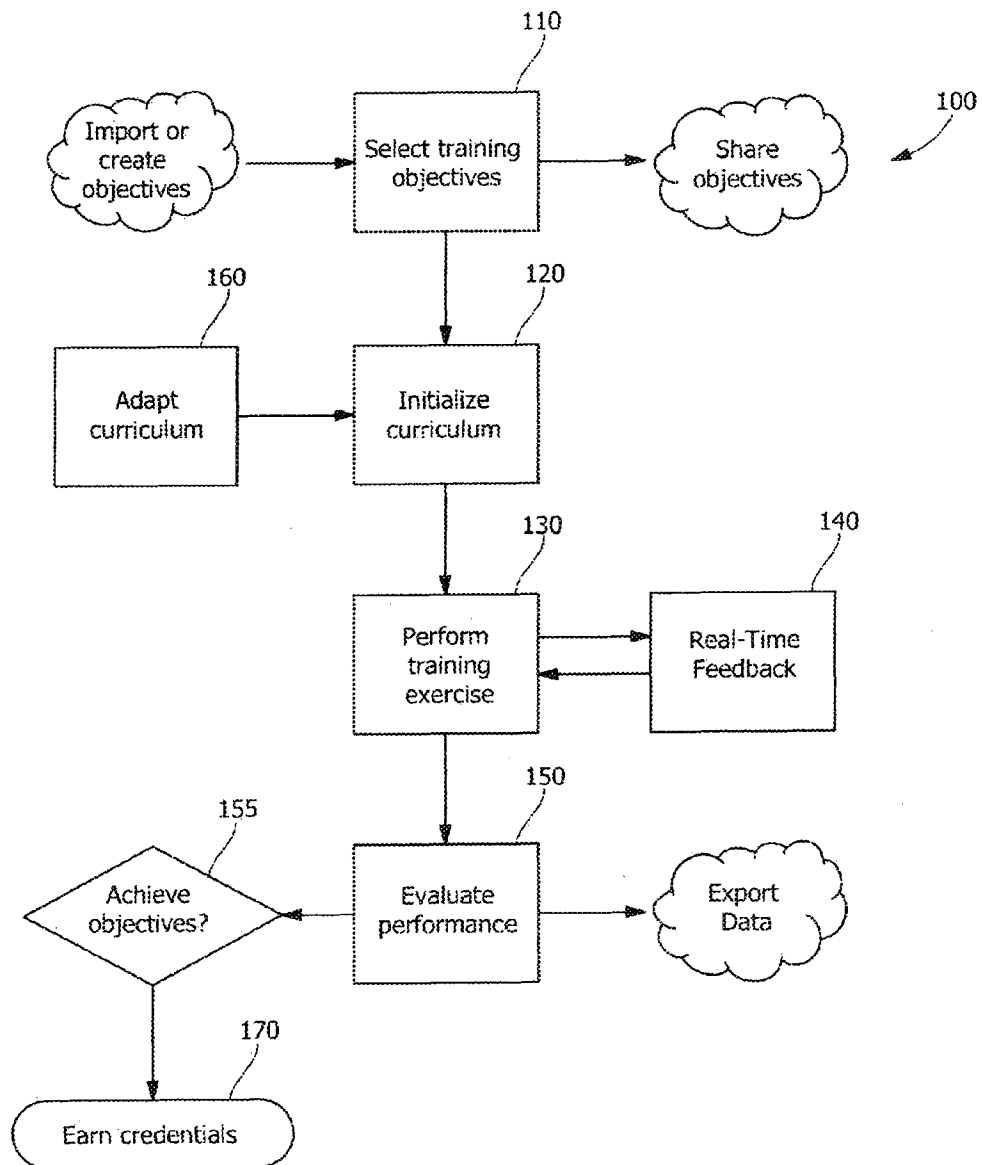 110
100
Import or
create
objectives
Select training
objectives
Share
objectives
160
120
Adapt
curriculum
Initialize
curriculum
130
140
Perform
training
exercise
Real-Time
Feedback
155
150
Achieve
objectives?
Evaluate
performance
Export
Data
170
Earn credentials